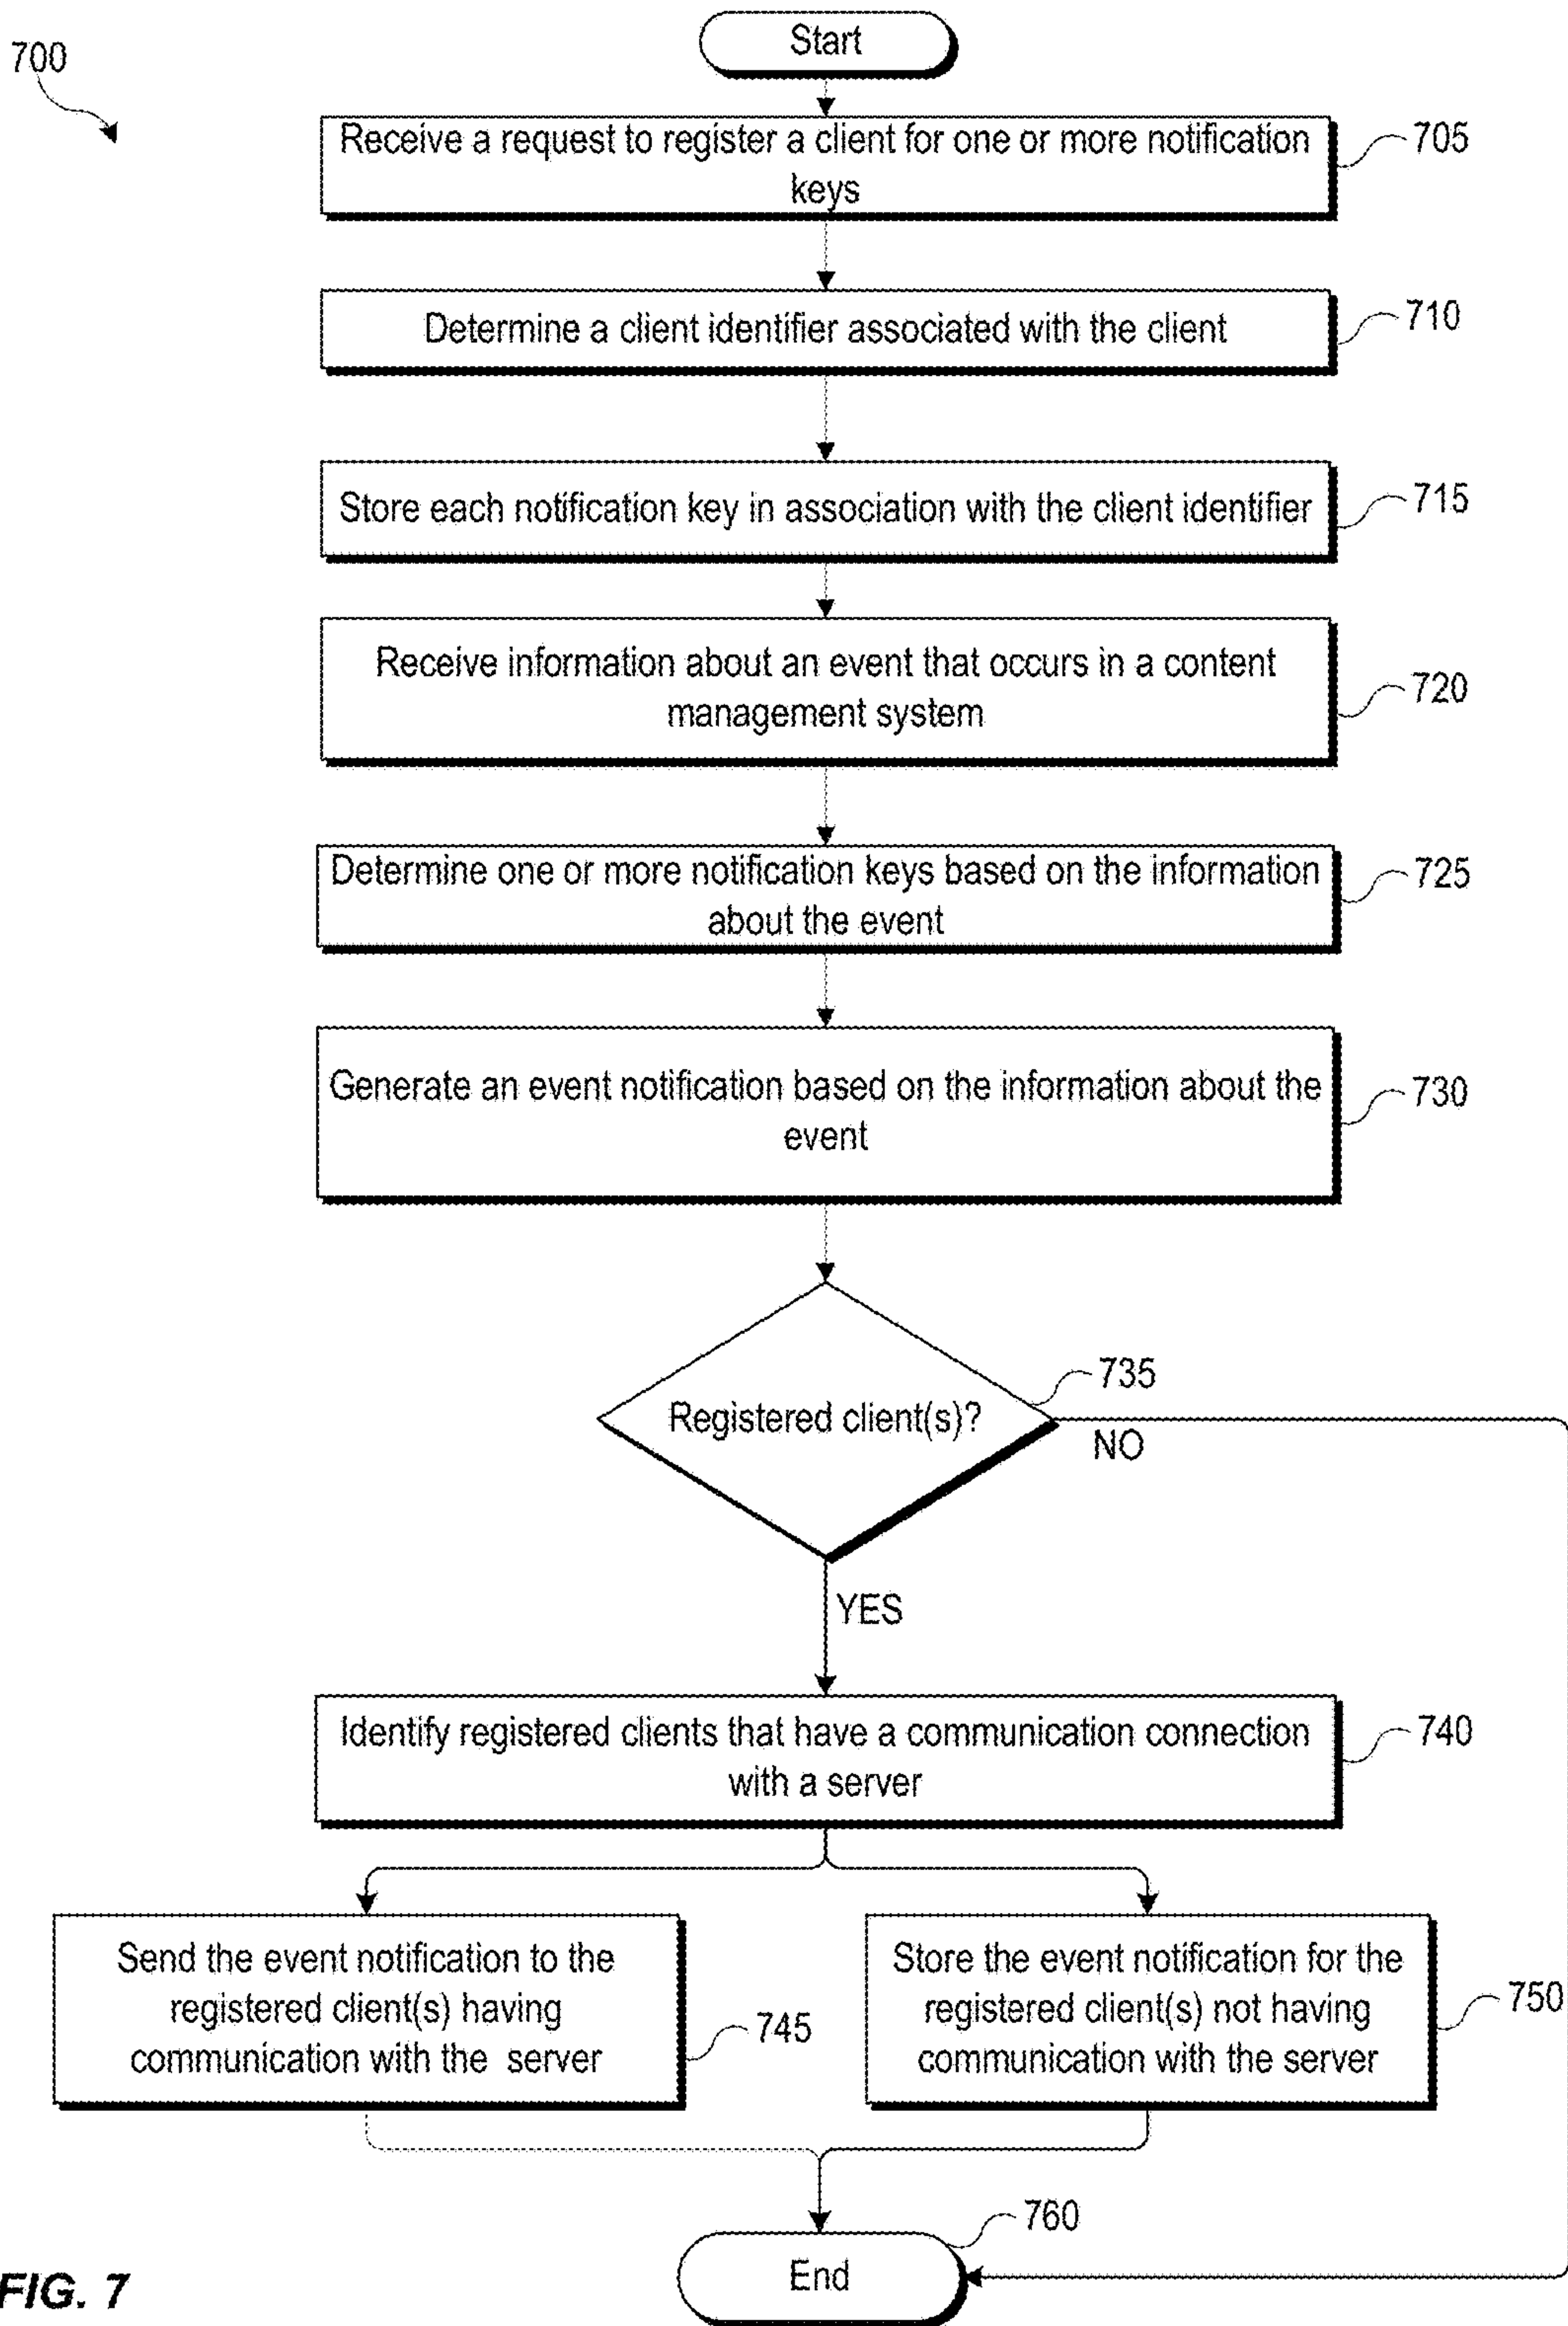 700
Start
Receive a request to register a client for one or more notification
keys
705
Determine a client identifier associated with the client
710
Store each notification key in association with the client identifier
715
Receive information about an event that occurs in a content
management system
720
Determine one or more notification keys based on the information
about the event
725
Generate an event notification based on the information about the
event
730
735
Registered client(s)?
NO
YES
Identify registered clients that have a communication connection
with a server
740
Send the event notification to the
registered client(s) having
communication with the server
745
Store the event notification for the
registered client(s) not having
communication with the server
750
760
End
FIG. 7